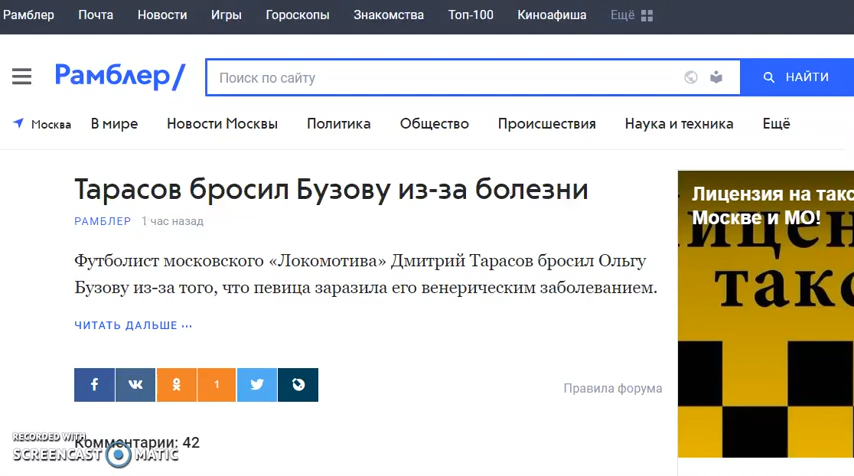 Рамблер Почта Новости Игры Гороскопы Знакомства Топ-100 Киноафиша Ещё
Рамблер/
Поиск по сайту
НАЙТИ
Москва В мире Новости Москвы Политика Общество Происшествия Наука и техника Ещё
Тарасов бросил Бузову из-за болезни
РАМБЛЕР 1 час назад
Футболист московского «Локомотива» Дмитрий Тарасов бросил Ольгу
Бузову из-за того, что певица заразила его венерическим заболеванием.
ЧИТАТЬ ДАЛЬШЕ ...
1
Правила форума
Комментарии: 42
Лицензия на такс
Москве и МО!
ицен
такс
RECORDED WITH
SCREENCAST MATIC